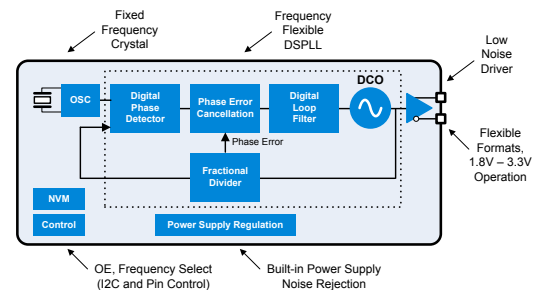 Fixed
Frequency
Crystal
Frequency
Flexible
DSPLL
Low
Noise
Driver
OSC
Digital
Phase
Detector
Phase Error
Cancellation
Digital
Loop
Filter
DCO
Phase Error
Fractional
Divider
Flexible
Formats,
1.8V – 3.3V
Operation
NVM
Control
Power Supply Regulation
OE, Frequency Select
(I2C and Pin Control)
Built-in Power Supply
Noise Rejection